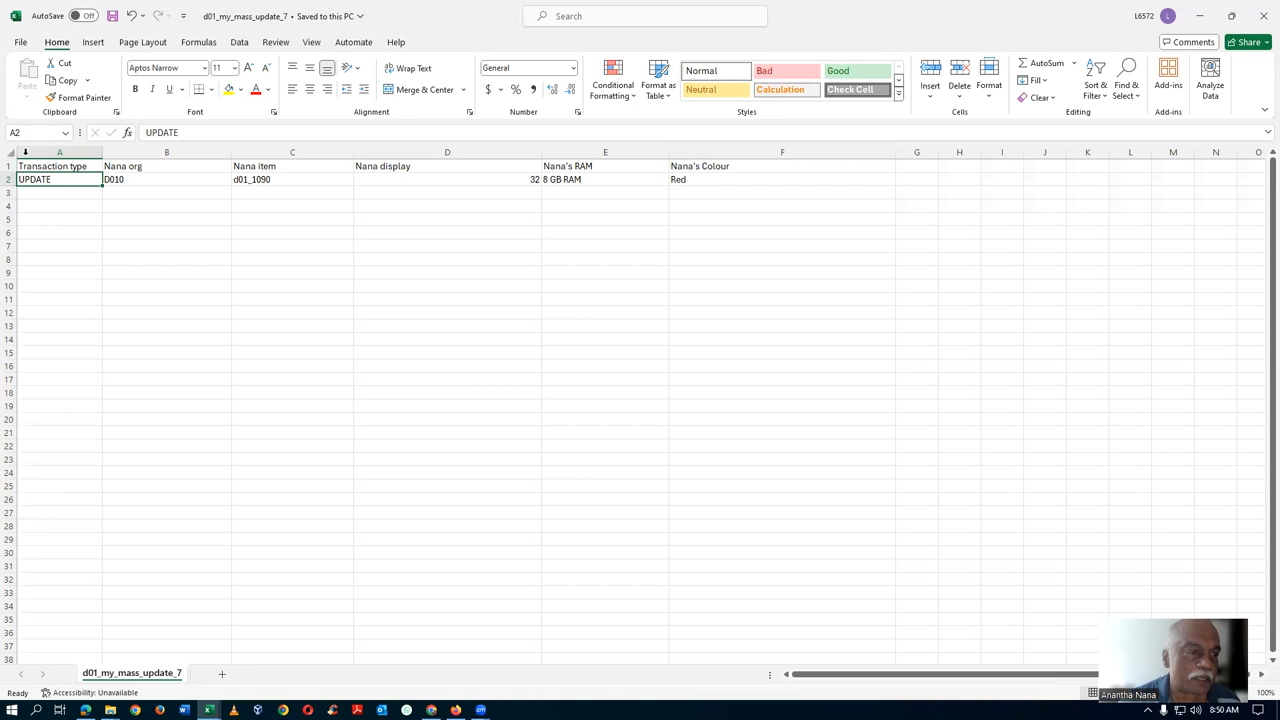 AutoSave Off d01_my_mass_update_7 • Saved to this PC Search L6572
File Home Insert Page Layout Formulas Data Review View Automate Help Comments Share
Paste Cut Copy Format Painter Clipboard
Aptos Narrow 11 B I U A Font
Wrap Text Merge & Center Alignment
General $ % Number
Conditional Formatting Format as Table
Normal Bad Good
Neutral Calculation Check Cell
Styles
Insert Delete Format Cells
AutoSum Fill Clear Sort & Filter Find & Select Editing
Add-ins Add-ins
Analyze Data
A2 fx UPDATE
A B C D E F G H I J K L M N O
1 Transaction type Nana org Nana item Nana display Nana's RAM Nana's Colour
2 UPDATE D010 d01_1090 32 8 GB RAM Red
3
4
5
6
7
8
9
10
11
12
13
14
15
16
17
18
19
20
21
22
23
24
25
26
27
28
29
30
31
32
33
34
35
36
37
38
Anantha Nana
d01_my_mass_update_7
Ready Accessibility: Unavailable 100%
8:50 AM